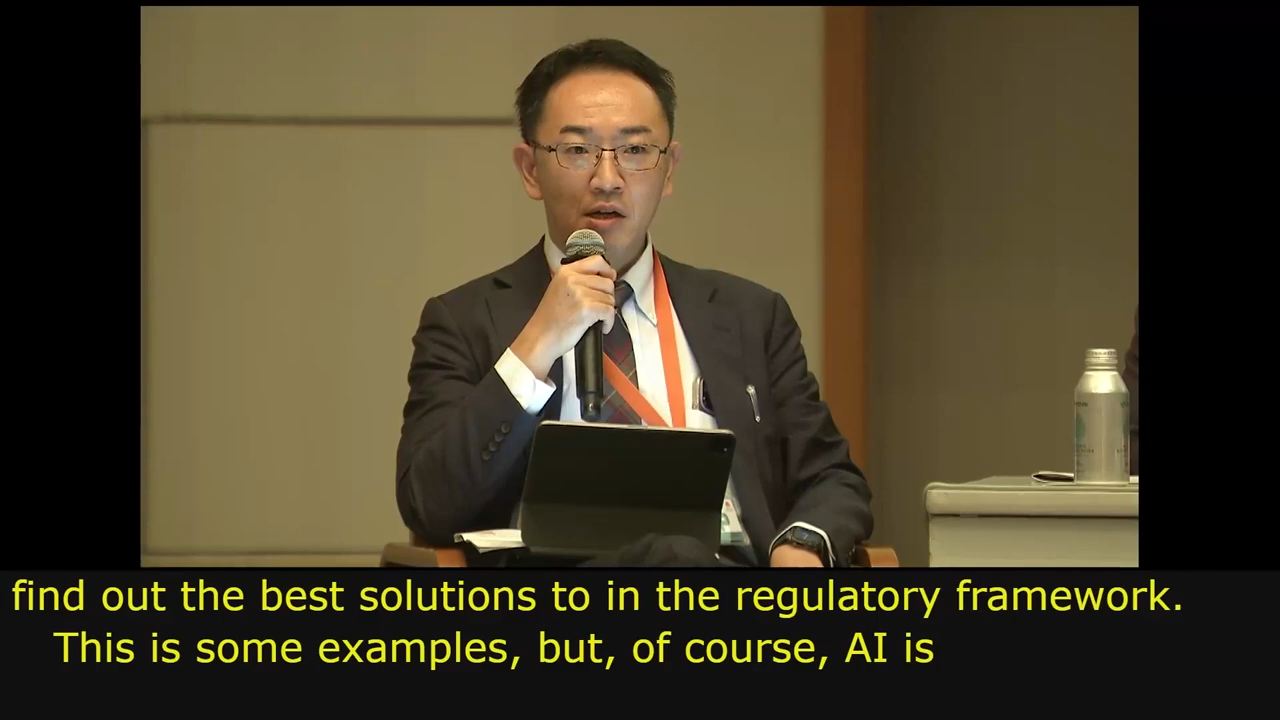 find out the best solutions to in the regulatory framework.
This is some examples, but, of course, AI is